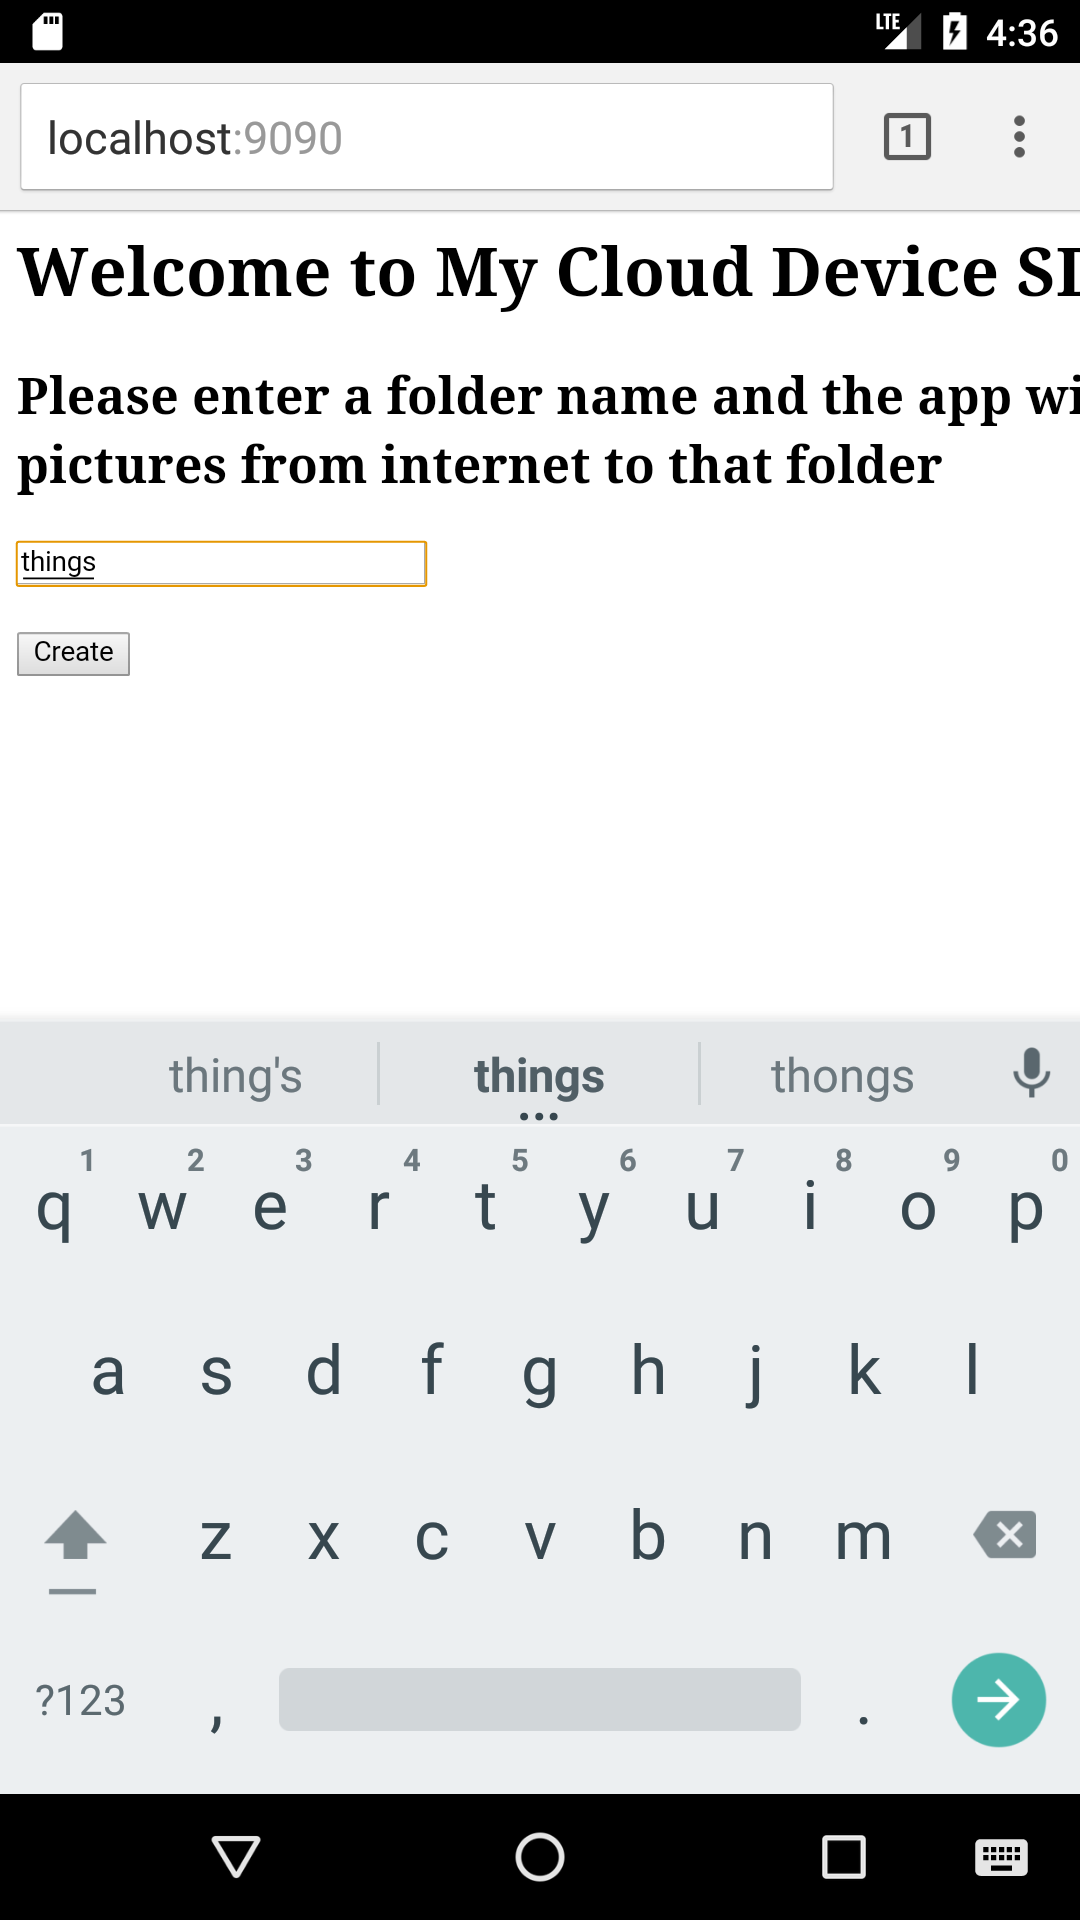 LTE 4:36
localhost:9090 1
Welcome to My Cloud Device
Please enter a folder name and the app
pictures from internet to that folder
things
Create
thing's things thongs
1 2 3 4 5 6 7 8 9 0
q w e r t y u i o p
a s d f g h j k l
z x c v b n m
?123 , .